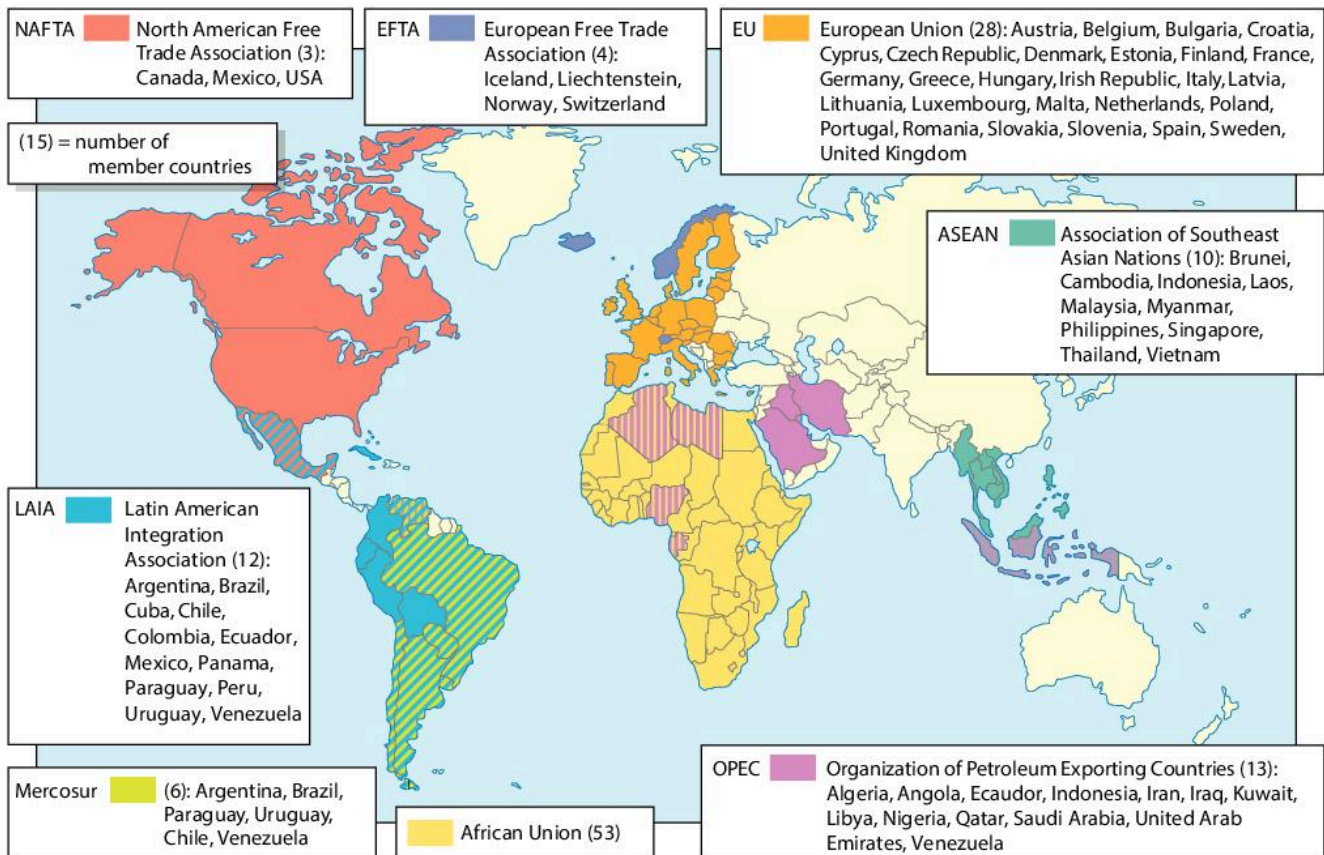 NAFTA North American Free
Trade Association (3):
Canada, Mexico, USA
EFTA European Free Trade
Association (4):
Iceland, Liechtenstein,
Norway, Switzerland
EU European Union (28): Austria, Belgium, Bulgaria, Croatia,
Cyprus, Czech Republic, Denmark, Estonia, Finland, France,
Germany, Greece, Hungary, Irish Republic, Italy, Latvia,
Lithuania, Luxembourg, Malta, Netherlands, Poland,
Portugal, Romania, Slovakia, Slovenia, Spain, Sweden,
United Kingdom
(15) = number of
member countries
ASEAN Association of Southeast
Asian Nations (10): Brunei,
Cambodia, Indonesia, Laos,
Malaysia, Myanmar,
Philippines, Singapore,
Thailand, Vietnam
LAIA Latin American
Integration
Association (12):
Argentina, Brazil,
Cuba, Chile,
Colombia, Ecuador,
Mexico, Panama,
Paraguay, Peru,
Uruguay, Venezuela
Mercosur (6): Argentina, Brazil,
Paraguay, Uruguay,
Chile, Venezuela
African Union (53)
OPEC Organization of Petroleum Exporting Countries (13):
Algeria, Angola, Ecaudor, Indonesia, Iran, Iraq, Kuwait,
Libya, Nigeria, Qatar, Saudi Arabia, United Arab
Emirates, Venezuela